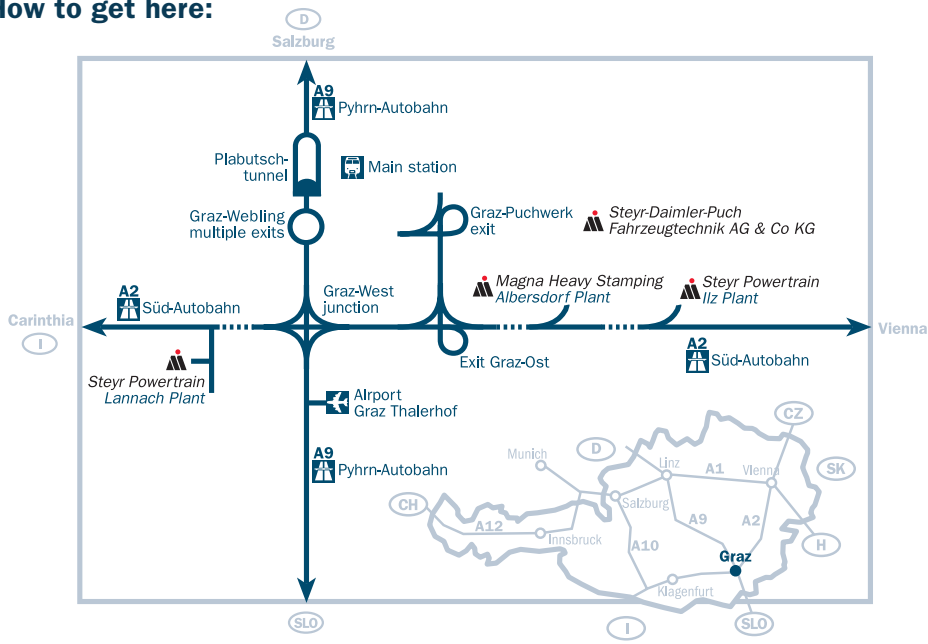 How to get here:
D
Salzburg
A9
Pyhrn-Autobahn
Plabutsch-
tunnel
Main station
Graz-Webling
multiple exits
Graz-Puchwerk
exit
Steyr-Daimler-Puch
Fahrzeugtechnik AG & Co KG
A2
Süd-Autobahn
Graz-West
junction
Magna Heavy Stamping
Albersdorf Plant
Steyr Powertrain
Ilz Plant
Carinthia
I
Vienna
Exit Graz-Ost
A2
Süd-Autobahn
Steyr Powertrain
Lannach Plant
Airport
Graz Thalerhof
A9
Pyhrn-Autobahn
SLO
CZ
D
Munich
Linz
A1
Vienna
SK
CH
Salzburg
A12
Innsbruck
A9
A2
A10
H
Graz
Klagenfurt
I
SLO